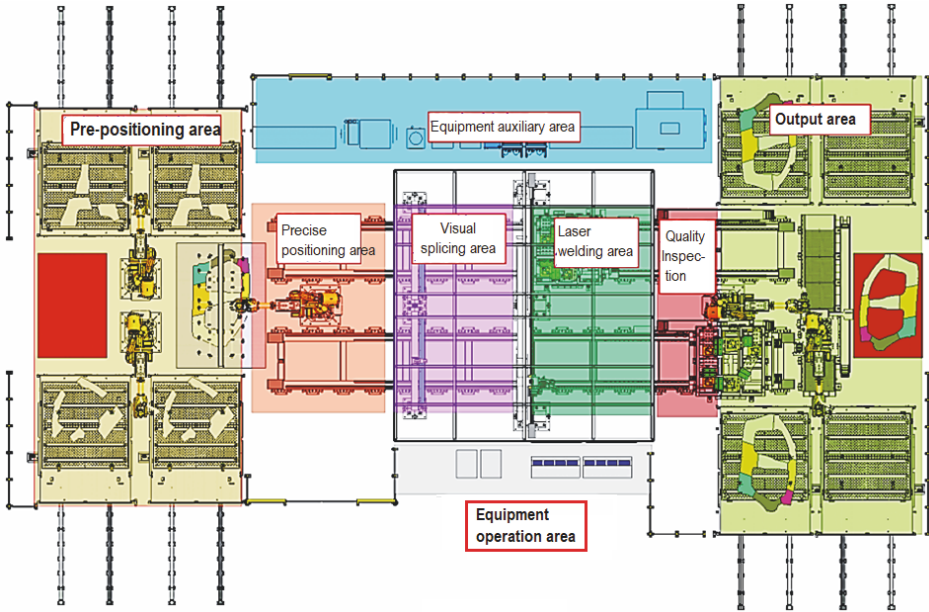 Pre-positioning area
Equipment auxiliary area
Output area
Precise
positioning area
Visual
splicing area
Laser
welding area
Quality
Inspec-
tion
Equipment
operation area